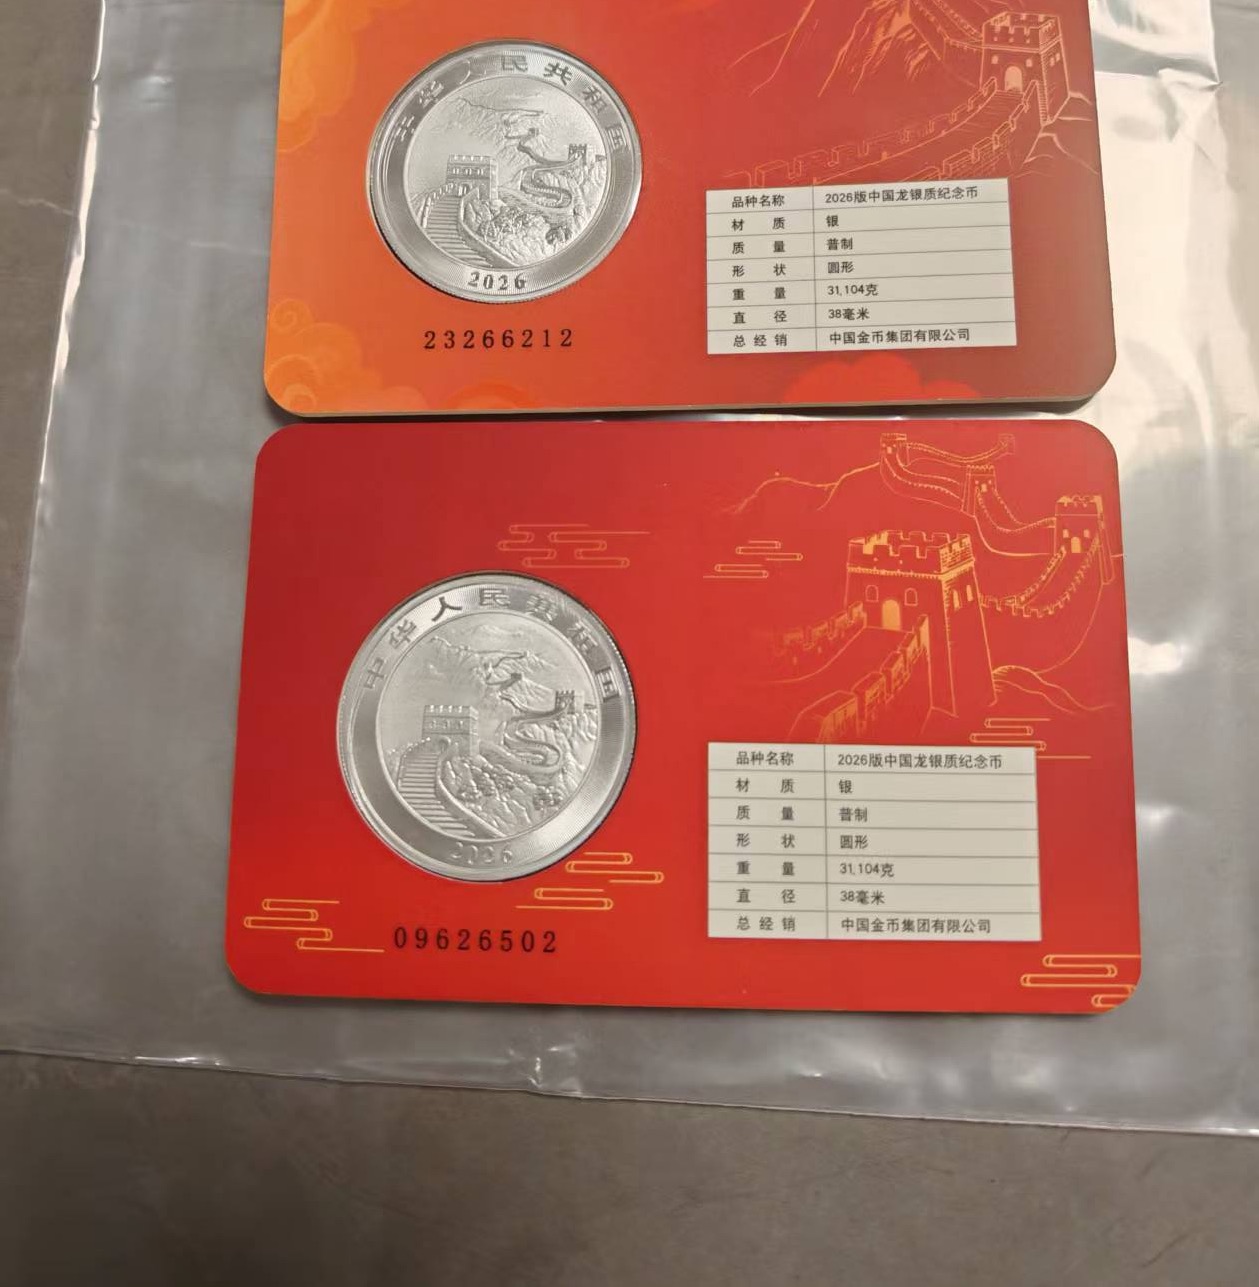 中华人民共和国
2026
23266212
品种名称 2026版中国龙银质纪念币
材质 银
质量 普制
形状 圆形
重量 31,104克
直径 38毫米
总经销 中国金币集团有限公司
中华人民共和国
2026
09626502
品种名称 2026版中国龙银质纪念币
材质 银
质量 普制
形状 圆形
重量 31,104克
直径 38毫米
总经销 中国金币集团有限公司